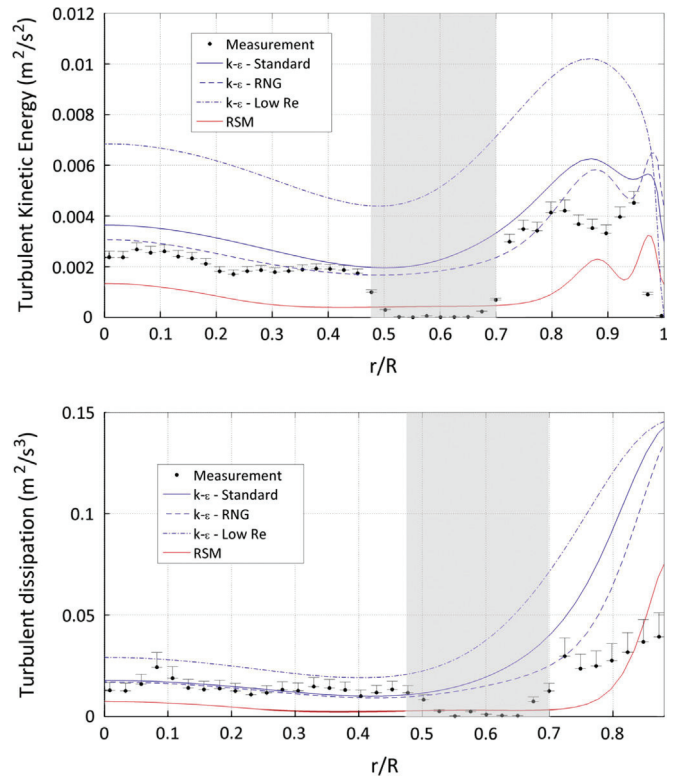 0.012
0.01
0.008
0.006
0.004
0.002
0
Turbulent Kinetic Energy (m²/s²)
Measurement
k-ε - Standard
k-ε - RNG
k-ε - Low Re
RSM
0 0.1 0.2 0.3 0.4 0.5 0.6 0.7 0.8 0.9 1
r/R
0.15
0.1
0.05
0
Turbulent dissipation (m²/s³)
Measurement
k-ε - Standard
k-ε - RNG
k-ε - Low Re
RSM
0 0.1 0.2 0.3 0.4 0.5 0.6 0.7 0.8
r/R